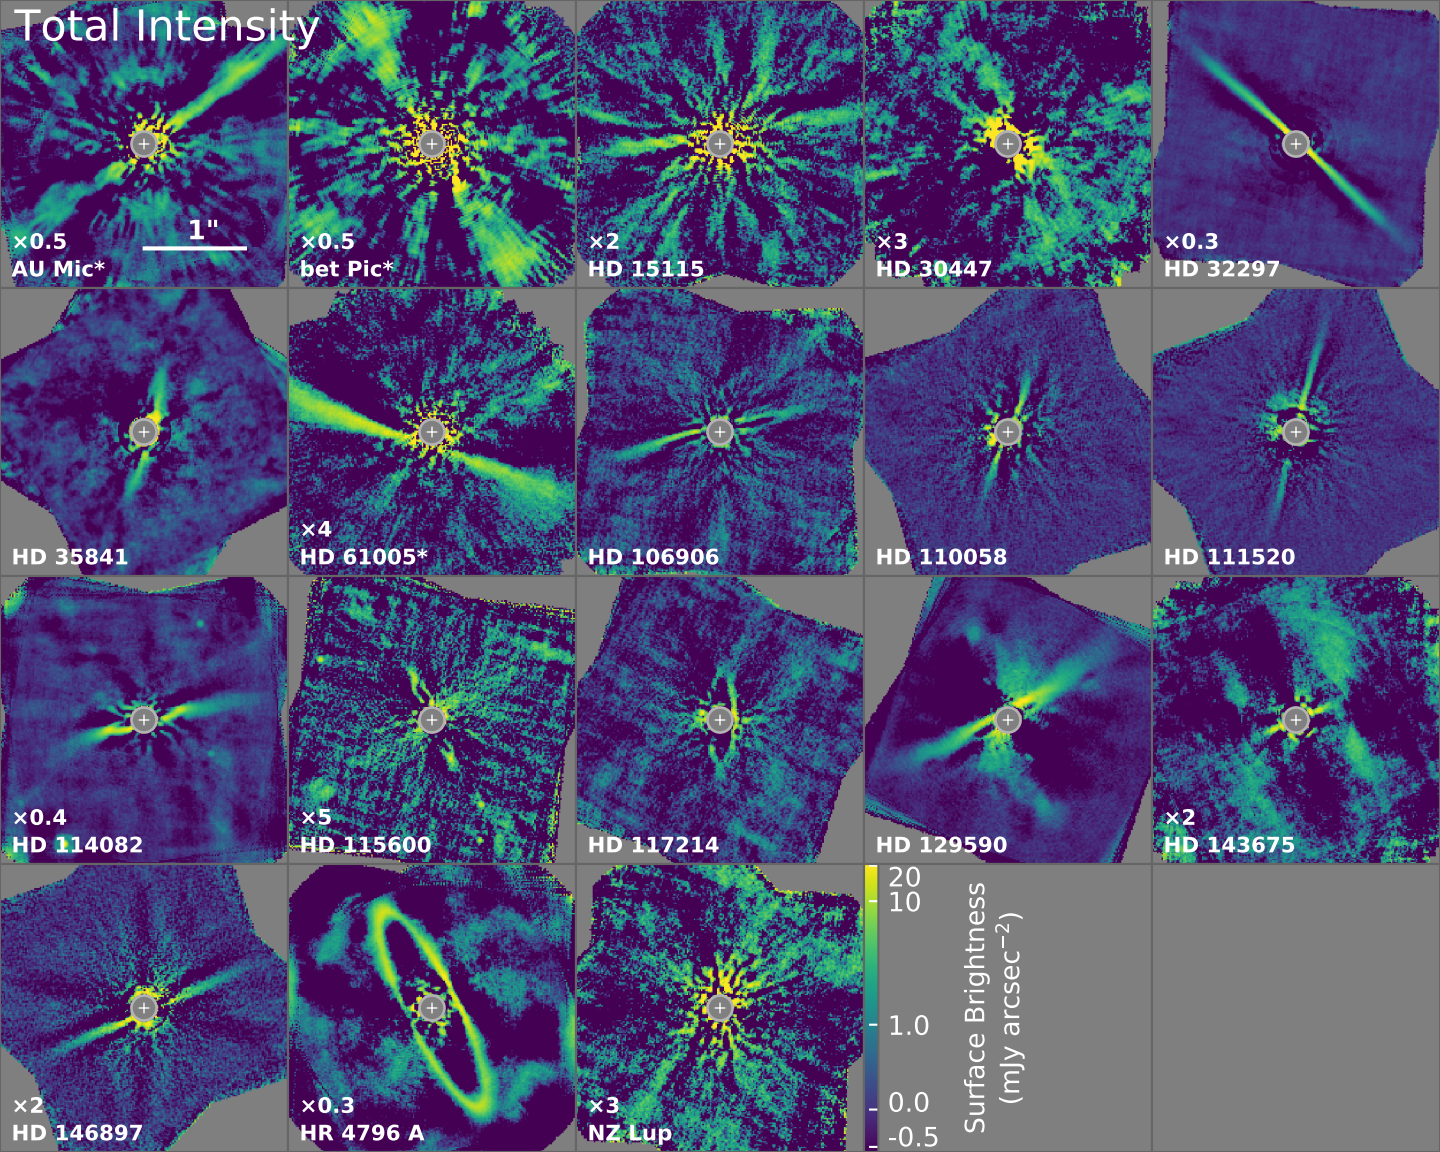 Total Intensity
×0.5
AU Mic*
1"
×0.5
bet Pic*
×2
HD 15115
×3
HD 30447
×0.3
HD 32297
HD 35841
×4
HD 61005*
HD 106906
HD 110058
HD 111520
×0.4
HD 114082
×5
HD 115600
HD 117214
HD 129590
×2
HD 143675
×2
HD 146897
×0.3
HR 4796 A
×3
NZ Lup
20
10
1.0
0.0
-0.5
Surface Brightness
(mJy arcsec⁻²)